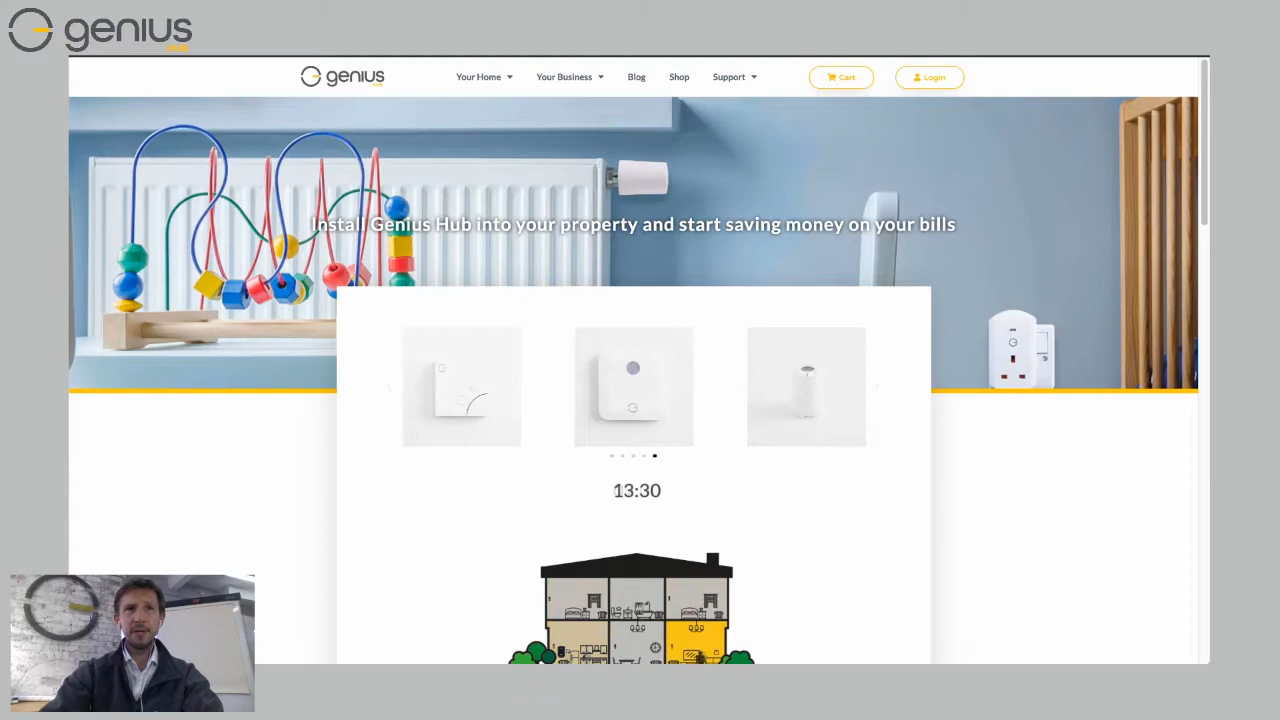 genius
HUB
genius
HUB
Your Home
Your Business
Blog
Shop
Support
Cart
Login
Install Genius Hub into your property and start saving money on your bills
13:30